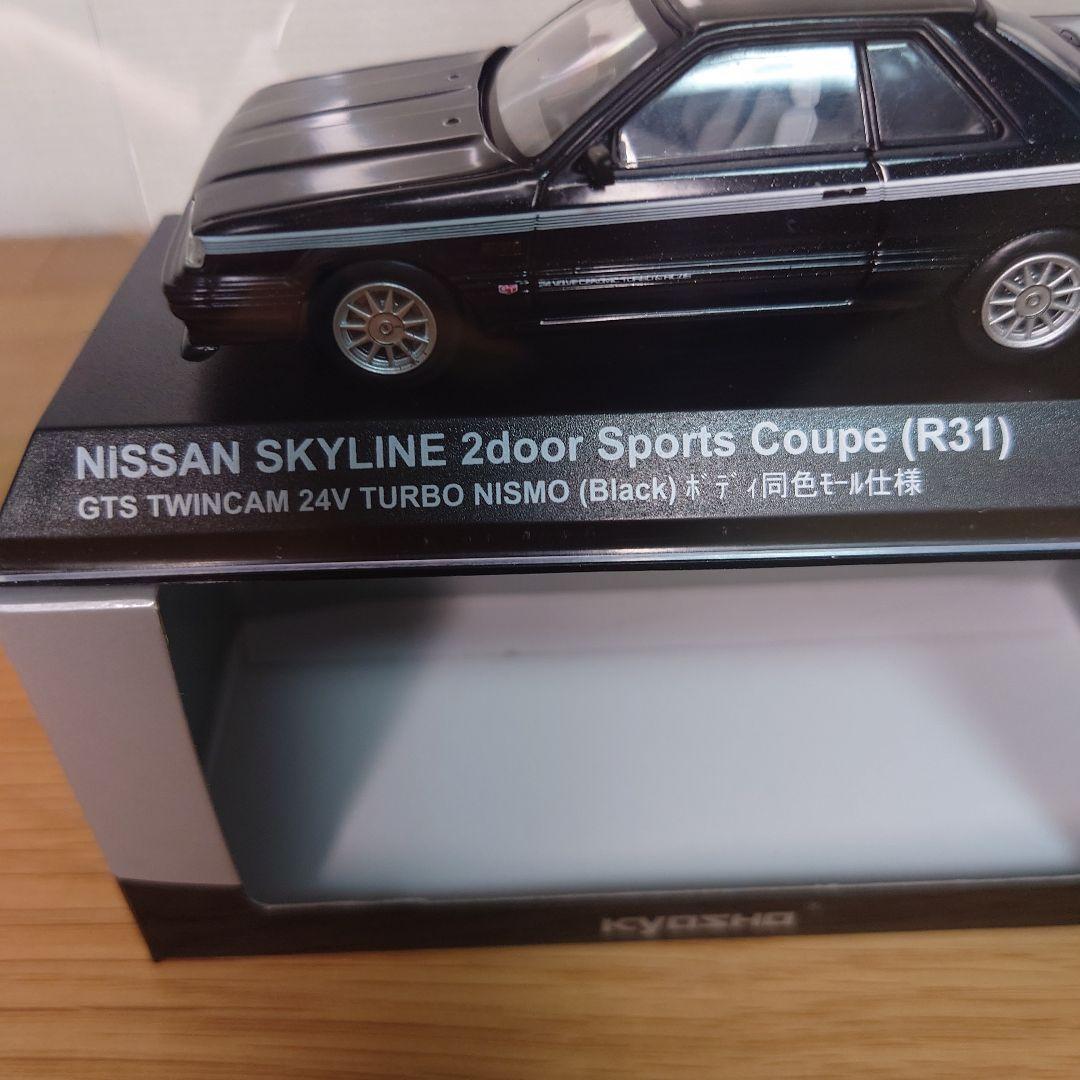 NISSAN SKYLINE 2door Sports Coupe (R31)
GTS TWINCAM 24V TURBO NISMO (Black) ﾎﾞﾃﾞｨ同色ﾓｰﾙ仕様
KYOSHO